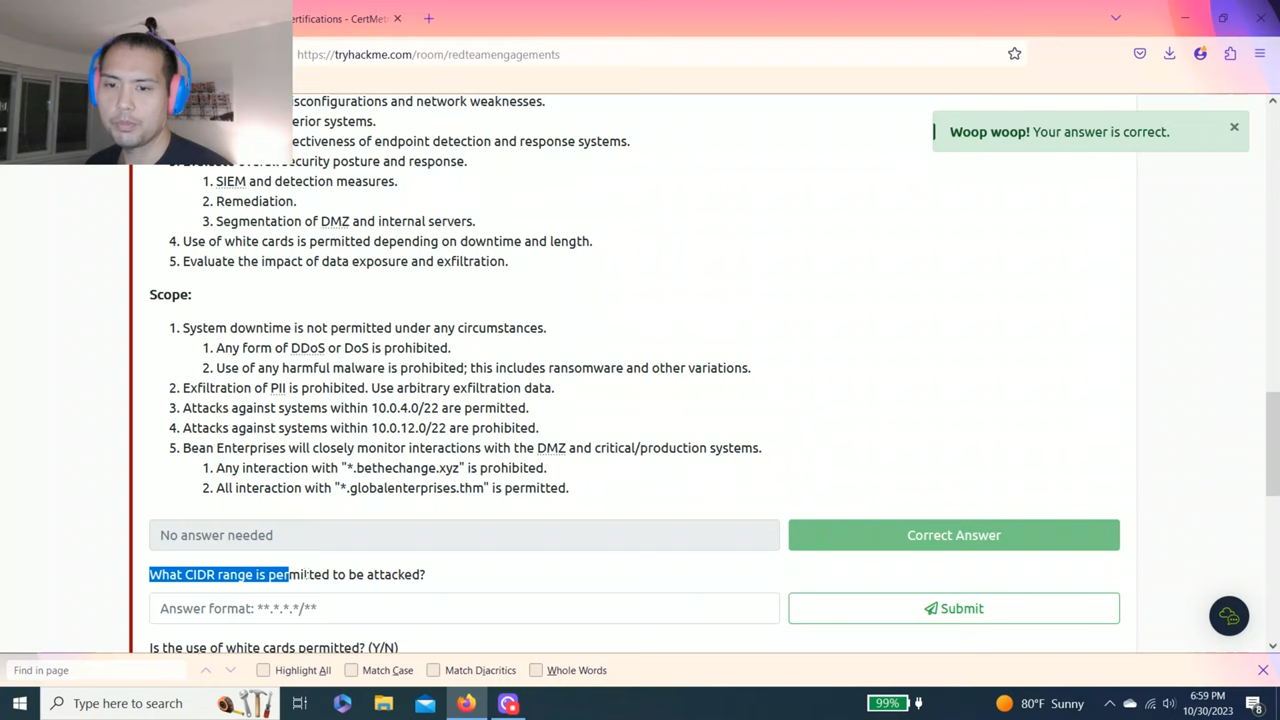 ertifications - CertMet
https://tryhackme.com/room/redteamengagements
isconfigurations and network weaknesses.
erior systems.
ectiveness of endpoint detection and response systems.
Woop woop! Your answer is correct.
security posture and response.
1. SIEM and detection measures.
2. Remediation.
3. Segmentation of DMZ and internal servers.
4. Use of white cards is permitted depending on downtime and length.
5. Evaluate the impact of data exposure and exfiltration.
Scope:
1. System downtime is not permitted under any circumstances.
1. Any form of DDoS or DoS is prohibited.
2. Use of any harmful malware is prohibited; this includes ransomware and other variations.
2. Exfiltration of PII is prohibited. Use arbitrary exfiltration data.
3. Attacks against systems within 10.0.4.0/22 are permitted.
4. Attacks against systems within 10.0.12.0/22 are prohibited.
5. Bean Enterprises will closely monitor interactions with the DMZ and critical/production systems.
1. Any interaction with "*.bethechange.xyz" is prohibited.
2. All interaction with "*.globalenterprises.thm" is permitted.
No answer needed
Correct Answer
What CIDR range is permitted to be attacked?
Answer format: **.*.*.*/**
Submit
Is the use of white cards permitted? (Y/N)
Find in page
Highlight All
Match Case
Match Diacritics
Whole Words
Type here to search
99%
80°F Sunny
6:59 PM
10/30/2023
8